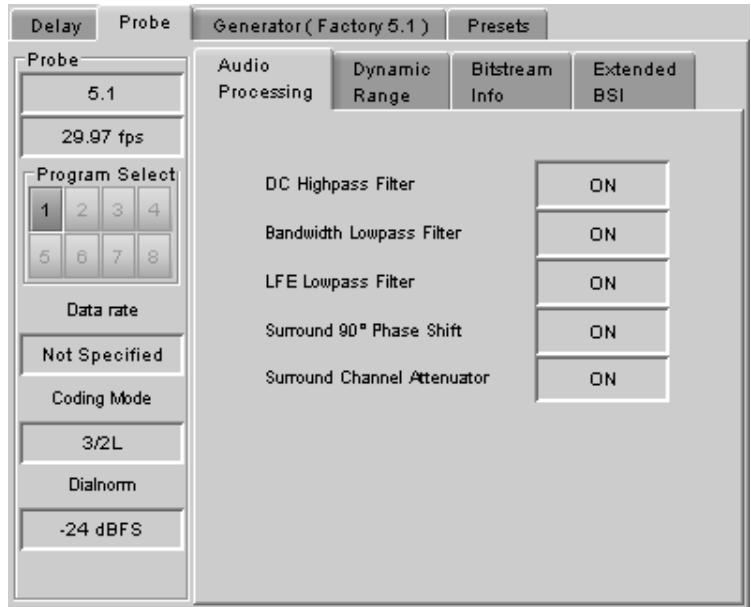 Delay Probe Generator ( Factory 5.1 ) Presets
Probe
5.1
29.97 fps
Program Select
1 2 3 4
5 6 7 8
Data rate
Not Specified
Coding Mode
3/2L
Dialnorm
-24 dBFS
Audio Processing
Dynamic Range
Bitstream Info
Extended BSI
DC Highpass Filter ON
Bandwidth Lowpass Filter ON
LFE Lowpass Filter ON
Surround 90° Phase Shift ON
Surround Channel Attenuator ON